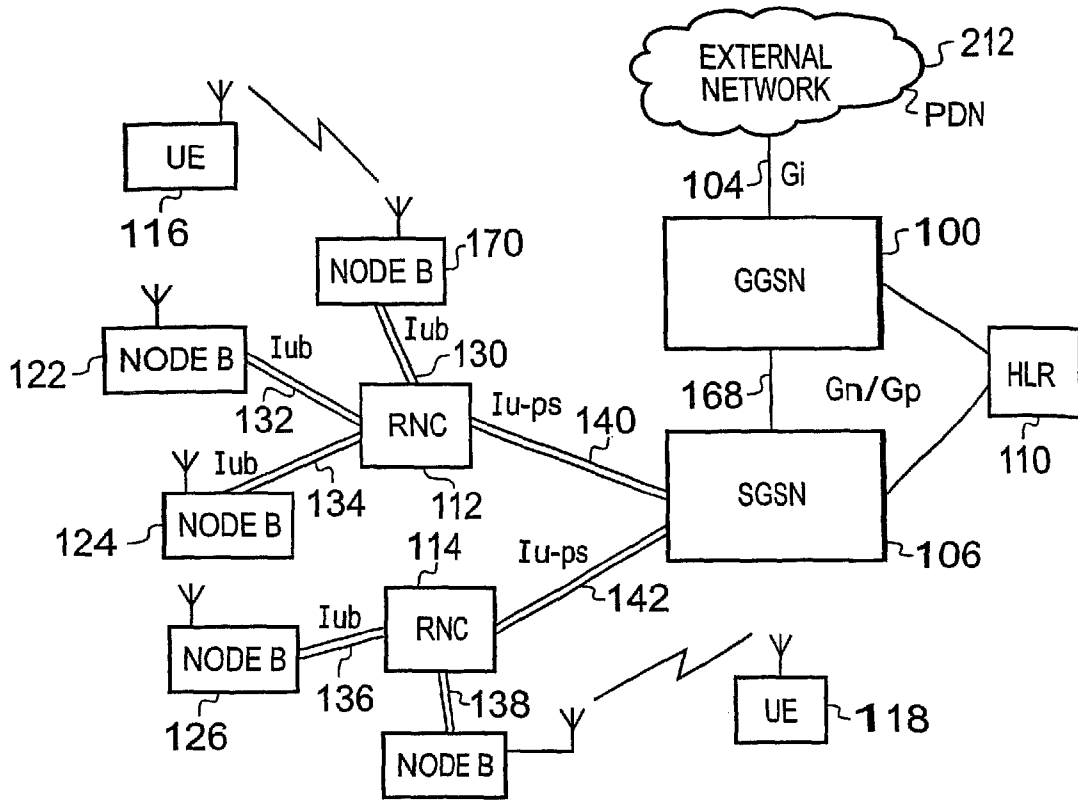 EXTERNAL
NETWORK
212
PDN
104
Gi
UE
116
170
NODE B
100
GGSN
Iub
130
122
NODE B
Iub
132
168
Gn/Gp
HLR
110
RNC
Iu-ps
140
112
Iub
134
124
NODE B
SGSN
106
114
Iu-ps
142
RNC
Iub
136
NODE B
126
138
NODE B
UE
118